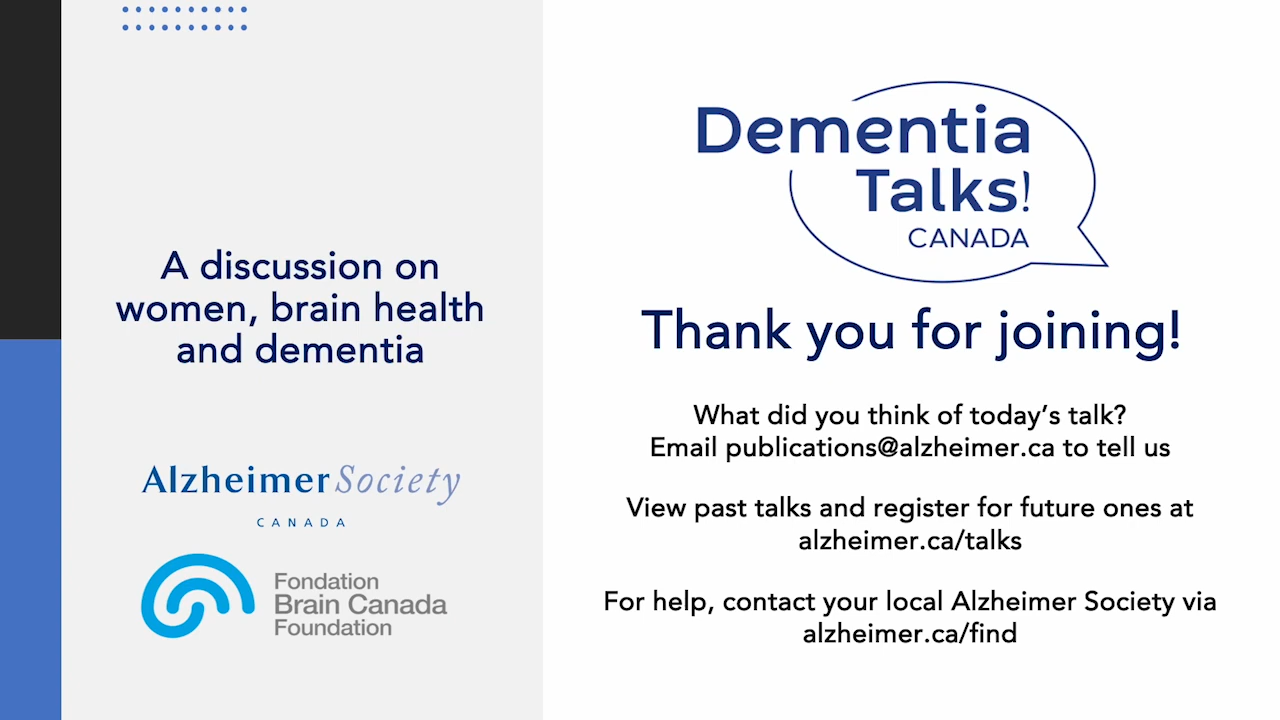 A discussion on
women, brain health
and dementia
Alzheimer Society
CANADA
Fondation
Brain Canada
Foundation
Dementia
Talks!
CANADA
Thank you for joining!
What did you think of today's talk?
Email publications@alzheimer.ca to tell us
View past talks and register for future ones at
alzheimer.ca/talks
For help, contact your local Alzheimer Society via
alzheimer.ca/find